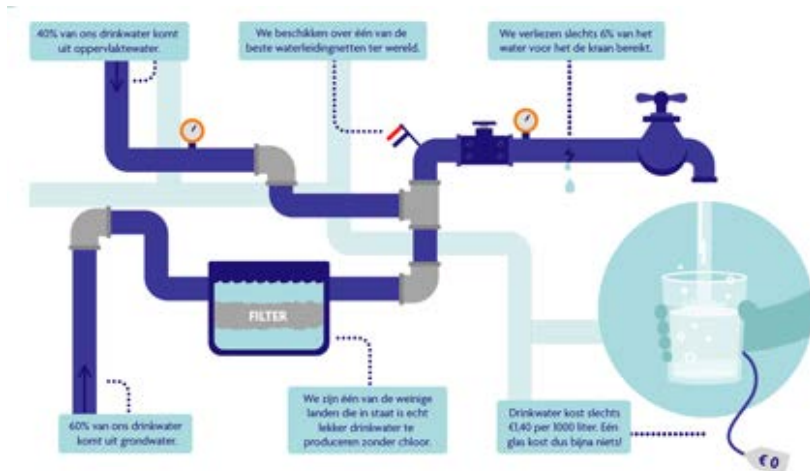 40% van ons drinkwater komt
uit oppervlaktewater.
We beschikken over één van de
beste waterleidingnetten ter wereld.
We verliezen slechts 6% van het
water voor het de kraan bereikt.
FILTER
60% van ons drinkwater
komt uit grondwater.
We zijn één van de weinige
landen die in staat is echt
lekker drinkwater te
produceren zonder chloor.
Drinkwater kost slechts
€1,40 per 1000 liter. Eén
glas kost dus bijna niets!
€ 0